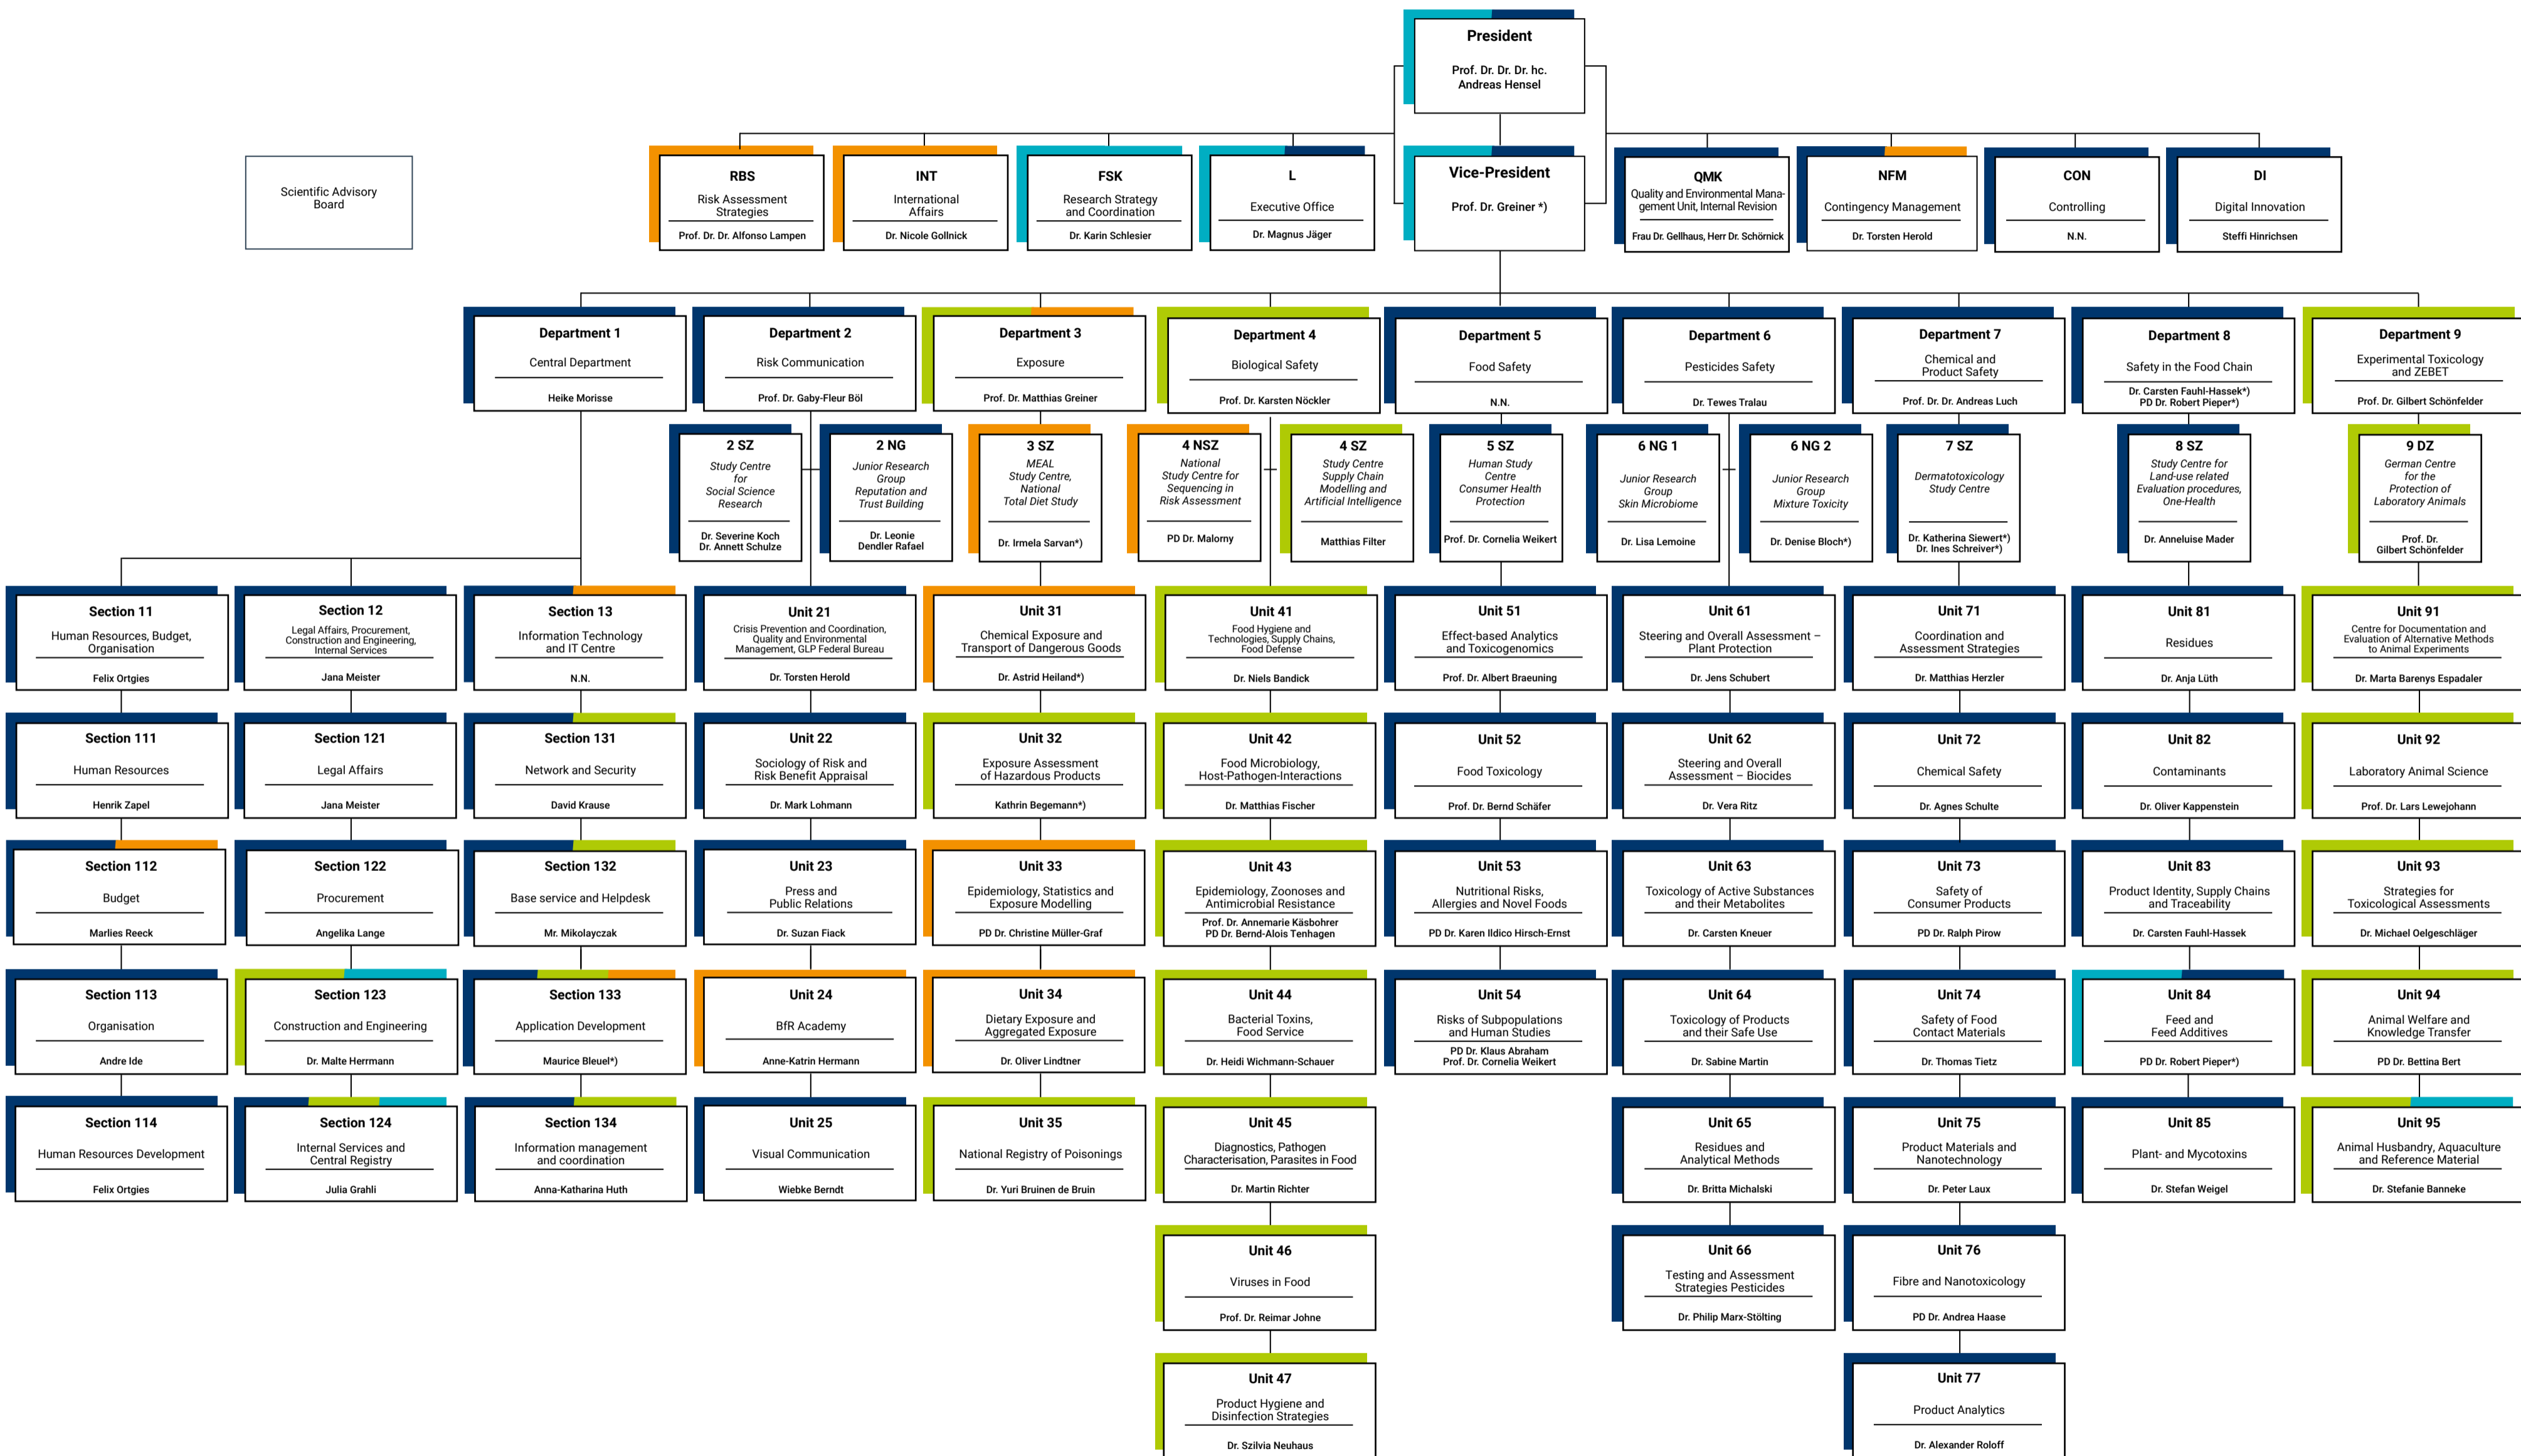 President
Prof. Dr. Dr. Dr. hc.
Andreas Hensel
Scientific Advisory
Board
RBS
Risk Assessment
Strategies
Prof. Dr. Dr. Alfonso Lampen
INT
International
Affairs
Dr. Nicole Gollnick
FSK
Research Strategy
and Coordination
Dr. Karin Schlesier
L
Executive Office
Dr. Magnus Jäger
Vice-President
Prof. Dr. Greiner *)
QMK
Quality and Environmental Mana-
gement Unit, Internal Revision
Frau Dr. Gellhaus, Herr Dr. Schörnick
NFM
Contingency Management
Dr. Torsten Herold
CON
Controlling
N.N.
DI
Digital Innovation
Steffi Hinrichsen
Department 1
Central Department
Heike Morisse
Department 2
Risk Communication
Prof. Dr. Gaby-Fleur Böl
Department 3
Exposure
Prof. Dr. Matthias Greiner
Department 4
Biological Safety
Prof. Dr. Karsten Nöckler
Department 5
Food Safety
N.N.
Department 6
Pesticides Safety
Dr. Tewes Tralau
Department 7
Chemical and
Product Safety
Prof. Dr. Dr. Andreas Luch
Department 8
Safety in the Food Chain
Dr. Carsten Fauhl-Hassek*)
PD Dr. Robert Pieper*)
Department 9
Experimental Toxicology
and ZEBET
Prof. Dr. Gilbert Schönfelder
2 SZ
Study Centre
for
Social Science
Research
Dr. Severine Koch
Dr. Annett Schulze
2 NG
Junior Research
Group
Reputation and
Trust Building
Dr. Leonie
Dendler Rafael
3 SZ
MEAL
Study Centre,
National
Total Diet Study
Dr. Irmela Sarvan*)
4 NSZ
National
Study Centre for
Sequencing in
Risk Assessment
PD Dr. Malorny
4 SZ
Study Centre
Supply Chain
Modelling and
Artificial Intelligence
Matthias Filter
5 SZ
Human Study
Centre
Consumer Health
Protection
Prof. Dr. Cornelia Weikert
6 NG 1
Junior Research
Group
Skin Microbiome
Dr. Lisa Lemoine
6 NG 2
Junior Research
Group
Mixture Toxicity
Dr. Denise Bloch*)
7 SZ
Dermatotoxicology
Study Centre
Dr. Katherina Siewert*)
Dr. Ines Schreiver*)
8 SZ
Study Centre for
Land-use related
Evaluation procedures,
One-Health
Dr. Anneluise Mader
9 DZ
German Centre
for the
Protection of
Laboratory Animals
Prof. Dr.
Gilbert Schönfelder
Section 11
Human Resources, Budget,
Organisation
Felix Ortgies
Section 12
Legal Affairs, Procurement,
Construction and Engineering,
Internal Services
Jana Meister
Section 13
Information Technology
and IT Centre
N.N.
Unit 21
Crisis Prevention and Coordination,
Quality and Environmental
Management, GLP Federal Bureau
Dr. Torsten Herold
Unit 31
Chemical Exposure and
Transport of Dangerous Goods
Dr. Astrid Heiland*)
Unit 41
Food Hygiene and
Technologies, Supply Chains,
Food Defense
Dr. Niels Bandick
Unit 51
Effect-based Analytics
and Toxicogenomics
Prof. Dr. Albert Braeuning
Unit 61
Steering and Overall Assessment –
Plant Protection
Dr. Jens Schubert
Unit 71
Coordination and
Assessment Strategies
Dr. Matthias Herzler
Unit 81
Residues
Dr. Anja Lüth
Unit 91
Centre for Documentation and
Evaluation of Alternative Methods
to Animal Experiments
Dr. Marta Barenys Espadaler
Section 111
Human Resources
Henrik Zapel
Section 121
Legal Affairs
Jana Meister
Section 131
Network and Security
David Krause
Unit 22
Sociology of Risk and
Risk Benefit Appraisal
Dr. Mark Lohmann
Unit 32
Exposure Assessment
of Hazardous Products
Kathrin Begemann*)
Unit 42
Food Microbiology,
Host-Pathogen-Interactions
Dr. Matthias Fischer
Unit 52
Food Toxicology
Prof. Dr. Bernd Schäfer
Unit 62
Steering and Overall
Assessment – Biocides
Dr. Vera Ritz
Unit 72
Chemical Safety
Dr. Agnes Schulte
Unit 82
Contaminants
Dr. Oliver Kappenstein
Unit 92
Laboratory Animal Science
Prof. Dr. Lars Lewejohann
Section 112
Budget
Marlies Reeck
Section 122
Procurement
Angelika Lange
Section 132
Base service and Helpdesk
Mr. Mikolayczak
Unit 23
Press and
Public Relations
Dr. Suzan Fiack
Unit 33
Epidemiology, Statistics and
Exposure Modelling
PD Dr. Christine Müller-Graf
Unit 43
Epidemiology, Zoonoses and
Antimicrobial Resistance
Prof. Dr. Annemarie Käsbohrer
PD Dr. Bernd-Alois Tenhagen
Unit 53
Nutritional Risks,
Allergies and Novel Foods
PD Dr. Karen Ildico Hirsch-Ernst
Unit 63
Toxicology of Active Substances
and their Metabolites
Dr. Carsten Kneuer
Unit 73
Safety of
Consumer Products
PD Dr. Ralph Pirow
Unit 83
Product Identity, Supply Chains
and Traceability
Dr. Carsten Fauhl-Hassek
Unit 93
Strategies for
Toxicological Assessments
Dr. Michael Oelgeschläger
Section 113
Organisation
Andre Ide
Section 123
Construction and Engineering
Dr. Malte Herrmann
Section 133
Application Development
Maurice Bleuel*)
Unit 24
BfR Academy
Anne-Katrin Hermann
Unit 34
Dietary Exposure and
Aggregated Exposure
Dr. Oliver Lindtner
Unit 44
Bacterial Toxins,
Food Service
Dr. Heidi Wichmann-Schauer
Unit 54
Risks of Subpopulations
and Human Studies
PD Dr. Klaus Abraham
Prof. Dr. Cornelia Weikert
Unit 64
Toxicology of Products
and their Safe Use
Dr. Sabine Martin
Unit 74
Safety of Food
Contact Materials
Dr. Thomas Tietz
Unit 84
Feed and
Feed Additives
PD Dr. Robert Pieper*)
Unit 94
Animal Welfare and
Knowledge Transfer
PD Dr. Bettina Bert
Section 114
Human Resources Development
Felix Ortgies
Section 124
Internal Services and
Central Registry
Julia Grahli
Section 134
Information management
and coordination
Anna-Katharina Huth
Unit 25
Visual Communication
Wiebke Berndt
Unit 35
National Registry of Poisonings
Dr. Yuri Bruinen de Bruin
Unit 45
Diagnostics, Pathogen
Characterisation, Parasites in Food
Dr. Martin Richter
Unit 65
Residues and
Analytical Methods
Dr. Britta Michalski
Unit 75
Product Materials and
Nanotechnology
Dr. Peter Laux
Unit 85
Plant- and Mycotoxins
Dr. Stefan Weigel
Unit 95
Animal Husbandry, Aquaculture
and Reference Material
Dr. Stefanie Banneke
Unit 46
Viruses in Food
Prof. Dr. Reimar Johne
Unit 66
Testing and Assessment
Strategies Pesticides
Dr. Philip Marx-Stölting
Unit 76
Fibre and Nanotoxicology
PD Dr. Andrea Haase
Unit 47
Product Hygiene and
Disinfection Strategies
Dr. Szilvia Neuhaus
Unit 77
Product Analytics
Dr. Alexander Roloff